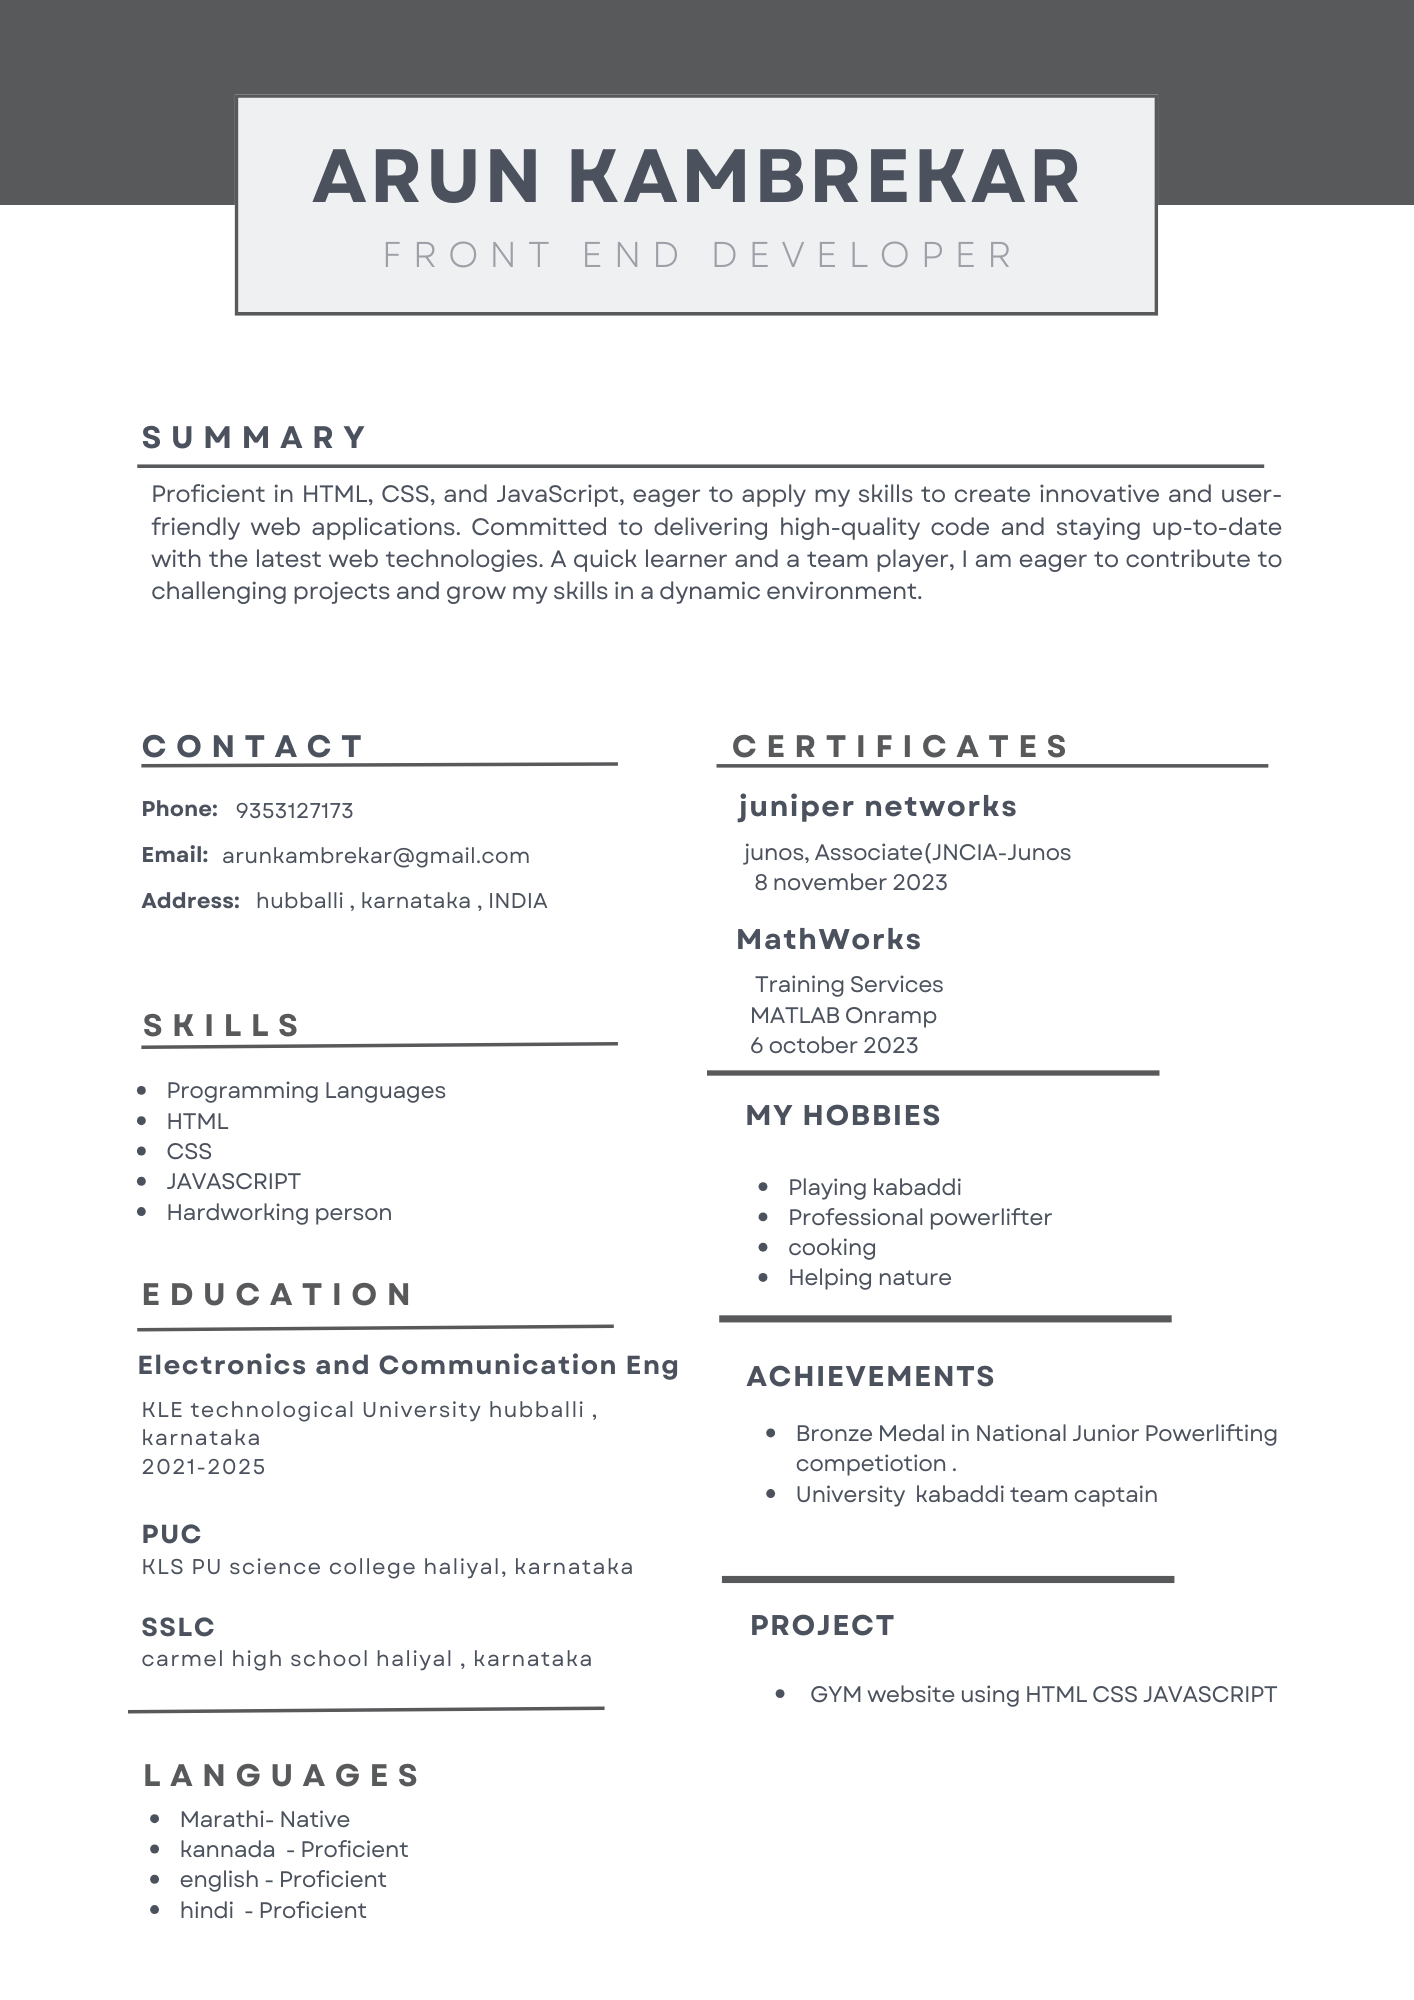 ARUN KAMBREKAR
FRONT END DEVELOPER
SUMMARY
Proficient in HTML, CSS, and JavaScript, eager to apply my skills to create innovative and user-
friendly web applications. Committed to delivering high-quality code and staying up-to-date
with the latest web technologies. A quick learner and a team player, I am eager to contribute to
challenging projects and grow my skills in a dynamic environment.
CONTACT
Phone: 9353127173
Email: arunkambrekar@gmail.com
Address: hubballi , karnataka , INDIA
SKILLS
• Programming Languages
• HTML
• CSS
• JAVASCRIPT
• Hardworking person
EDUCATION
Electronics and Communication Eng
KLE technological University hubballi ,
karnataka
2021-2025
PUC
KLS PU science college haliyal, karnataka
SSLC
carmel high school haliyal , karnataka
LANGUAGES
• Marathi- Native
• kannada - Proficient
• english - Proficient
• hindi - Proficient
CERTIFICATES
juniper networks
junos, Associate(JNCIA-Junos
8 november 2023
MathWorks
Training Services
MATLAB Onramp
6 october 2023
MY HOBBIES
• Playing kabaddi
• Professional powerlifter
• cooking
• Helping nature
ACHIEVEMENTS
• Bronze Medal in National Junior Powerlifting
competiotion .
• University kabaddi team captain
PROJECT
• GYM website using HTML CSS JAVASCRIPT